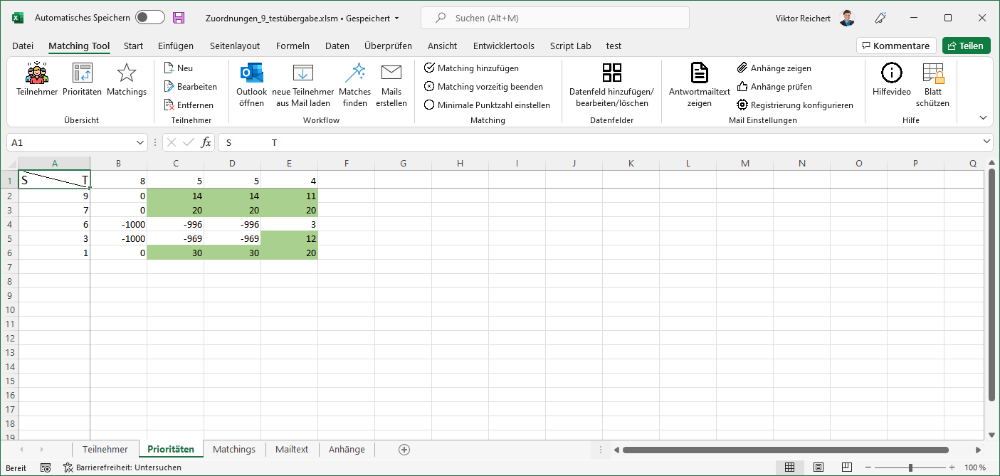 Automatisches Speichern Zuordnungen_9_testübergabe.xlsm • Gespeichert Suchen (Alt+M) Viktor Reichert
Datei Matching Tool Start Einfügen Seitenlayout Formeln Daten Überprüfen Ansicht Entwicklertools Script Lab test Kommentare Teilen
Teilnehmer Prioritäten Matchings
Übersicht
Neu
Bearbeiten
Entfernen
Teilnehmer
Outlook öffnen
neue Teilnehmer aus Mail laden
Matches finden
Mails erstellen
Workflow
Matching hinzufügen
Matching vorzeitig beenden
Minimale Punktzahl einstellen
Matching
Datenfeld hinzufügen/
bearbeiten/löschen
Datenfelder
Antwortmailtext
zeigen
Anhänge zeigen
Anhänge prüfen
Registrierung konfigurieren
Mail Einstellungen
Hilfevideo
Blatt schützen
Hilfe
A1 fx S T
A B C D E F G H I J K L M N O P Q
1 S T 8 5 5 4
2 9 0 14 14 11
3 7 0 20 20 20
4 6 -1000 -996 -996 3
5 3 -1000 -969 -969 12
6 1 0 30 30 20
7
8
9
10
11
12
13
14
15
16
17
18
19
Teilnehmer Prioritäten Matchings Mailtext Anhänge
Bereit Barrierefreiheit: Untersuchen 100 %